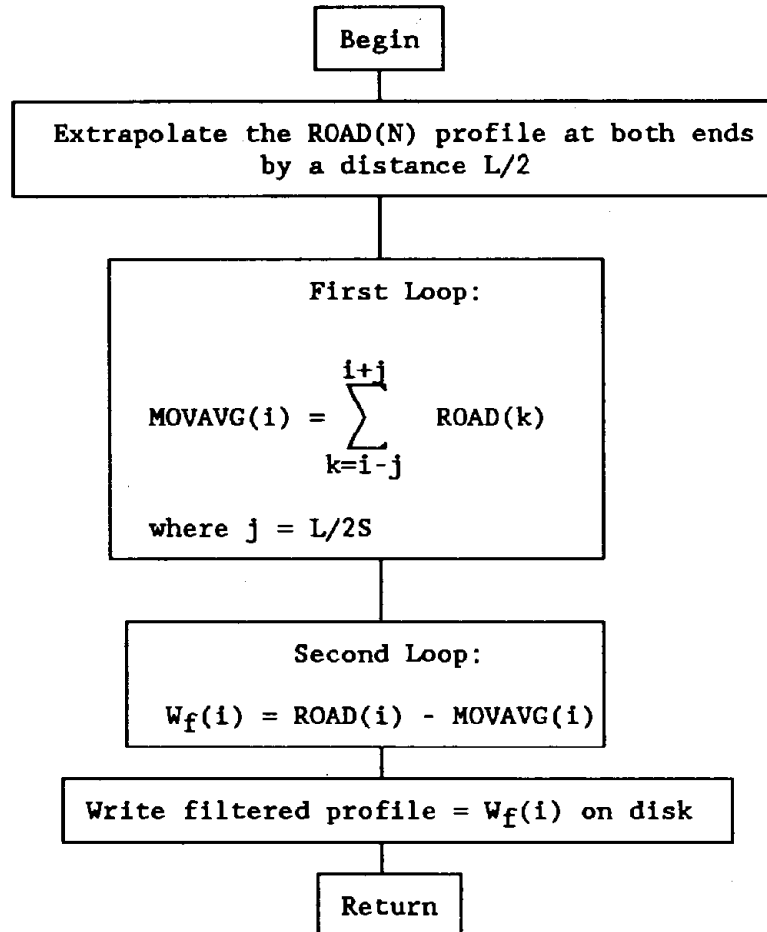 Begin
Extrapolate the ROAD(N) profile at both ends
by a distance L/2
First Loop:
i+j
MOVAVG(i) = ∑ ROAD(k)
k=i-j
where j = L/2S
Second Loop:
Wf(i) = ROAD(i) - MOVAVG(i)
Write filtered profile = Wf(i) on disk
Return